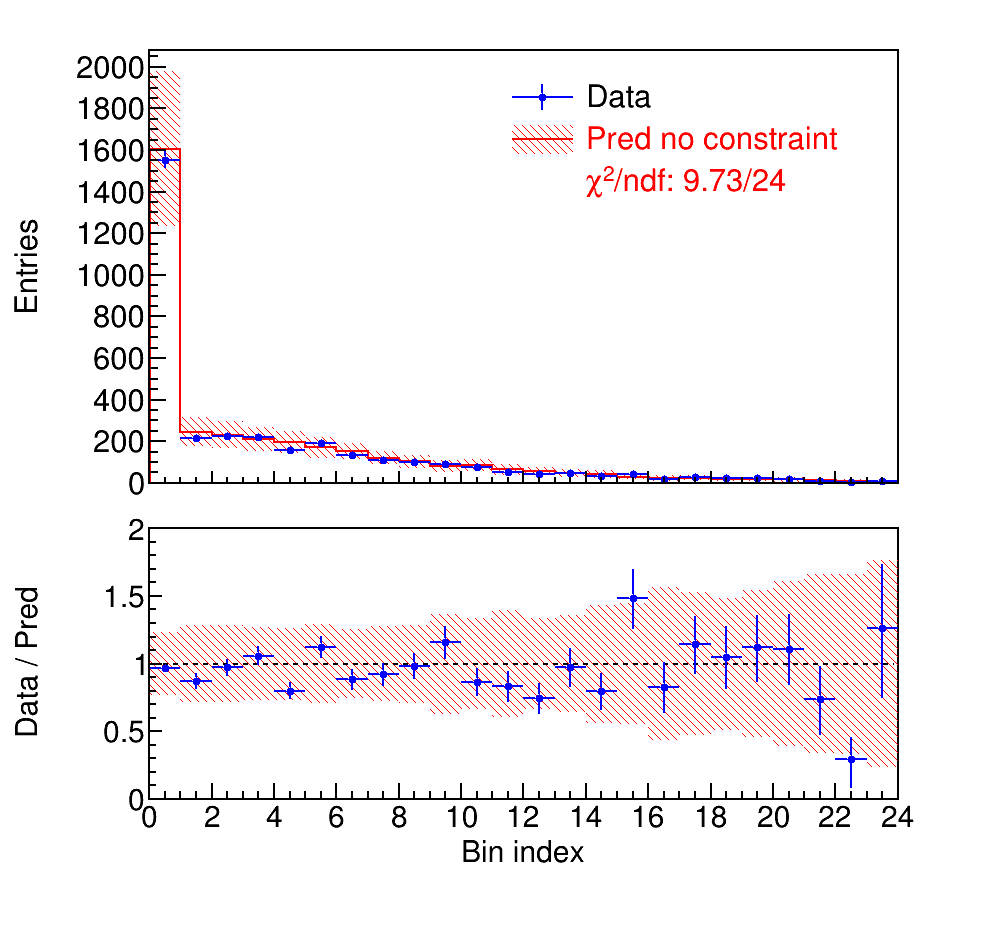 2000
1800
1600
1400
1200
1000
800
600
400
200
0
Entries
Data
Pred no constraint
χ²/ndf: 9.73/24
2
1.5
1
0.5
0
Data / Pred
0 2 4 6 8 10 12 14 16 18 20 22 24
Bin index